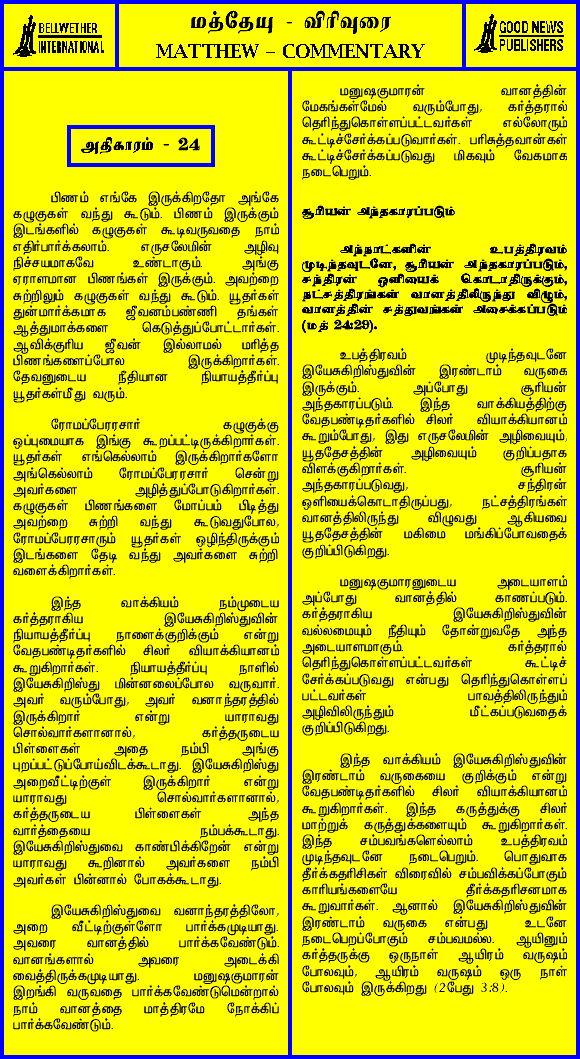 BELLWETHER
INTERNATIONAL
மத்தேயு - விரிவுரை
MATTHEW – COMMENTARY
GOOD NEWS
PUBLISHERS
அதிகாரம் - 24
பிணம் எங்கே இருக்கிறதோ அங்கே
கழுகுகள் வந்து கூடும். பிணம் இருக்கும்
இடங்களில் கழுகுகள் கூடிவருவதை நாம்
எதிர்பார்க்கலாம். எருசலேமின் அழிவு
நிச்சயமாகவே உண்டாகும். அங்கு
ஏராளமான பிணங்கள் இருக்கும். அவற்றை
சுற்றிலும் கழுகுகள் வந்து கூடும். யூதர்கள்
துன்மார்க்கமாக ஜீவனம்பண்ணி தங்கள்
ஆத்துமாக்களை கெடுத்துப்போட்டார்கள்.
ஆவிக்குரிய ஜீவன் இல்லாமல் மரித்த
பிணங்களைப்போல இருக்கிறார்கள்.
தேவனுடைய நீதியான நியாயத்தீர்ப்பு
யூதர்கள்மீது வரும்.
ரோமப்பேரரசார் கழுகுக்கு
ஒப்புமையாக இங்கு கூறப்பட்டிருக்கிறார்கள்.
யூதர்கள் எங்கெல்லாம் இருக்கிறார்களோ
அங்கெல்லாம் ரோமப்பேரரசார் சென்று
அவர்களை அழித்துப்போடுகிறார்கள்.
கழுகுகள் பிணங்களை மோப்பம் பிடித்து
அவற்றை சுற்றி வந்து கூடுவதுபோல,
ரோமப்பேரரசாரும் யூதர்கள் ஒழிந்திருக்கும்
இடங்களை தேடி வந்து அவர்களை சுற்றி
வளைக்கிறார்கள்.
இந்த வாக்கியம் நம்முடைய
கர்த்தராகிய இயேசுகிறிஸ்துவின்
நியாயத்தீர்ப்பு நாளைக்குறிக்கும் என்று
வேதபண்டிதர்களில் சிலர் வியாக்கியானம்
கூறுகிறார்கள். நியாயத்தீர்ப்பு நாளில்
இயேசுகிறிஸ்து மின்னலைப்போல வருவார்.
அவர் வரும்போது, அவர் வனாந்தரத்தில்
இருக்கிறார் என்று யாராவது
சொல்வார்களானால், கர்த்தருடைய
பிள்ளைகள் அதை நம்பி அங்கு
புறப்பட்டுப்போய்விடக்கூடாது. இயேசுகிறிஸ்து
அறைவீட்டிற்குள் இருக்கிறார் என்று
யாராவது சொல்வார்களானால்,
கர்த்தருடைய பிள்ளைகள் அந்த
வார்த்தையை நம்பக்கூடாது.
இயேசுகிறிஸ்துவை காண்பிக்கிறேன் என்று
யாராவது கூறினால் அவர்களை நம்பி
அவர்கள் பின்னால் போகக்கூடாது.
இயேசுகிறிஸ்துவை வனாந்தரத்திலோ,
அறை வீட்டிற்குள்ளோ பார்க்கமுடியாது.
அவரை வானத்தில் பார்க்கவேண்டும்.
வானங்களால் அவரை அடைக்கி
வைத்திருக்கமுடியாது. மனுஷகுமாரன்
இறங்கி வருவதை பார்க்கவேண்டுமென்றால்
நாம் வானத்தை மாத்திரமே நோக்கிப்
பார்க்கவேண்டும்.
மனுஷகுமாரன் வானத்தின்
மேகங்கள்மேல் வரும்போது, கர்த்தரால்
தெரிந்துகொள்ளப்பட்டவர்கள் எல்லோரும்
கூட்டிச்சேர்க்கப்படுவார்கள். பரிசுத்தவான்கள்
கூட்டிச்சேர்க்கப்படுவது மிகவும் வேகமாக
நடைபெறும்.
சூரியன் அந்தகாரப்படும்
அந்நாட்களின் உபத்திரவம்
முடிந்தவுடனே, சூரியன் அந்தகாரப்படும்,
சந்திரன் ஒளியைக் கொடாதிருக்கும்,
நட்சத்திரங்கள் வானத்திலிருந்து விழும்,
வானத்தின் சத்துவங்கள் அசைக்கப்படும்
(மத் 24:29).
உபத்திரவம் முடிந்தவுடனே
இயேசுகிறிஸ்துவின் இரண்டாம் வருகை
இருக்கும். அப்போது சூரியன்
அந்தகாரப்படும். இந்த வாக்கியத்திற்கு
வேதபண்டிதர்களில் சிலர் வியாக்கியானம்
கூறும்போது, இது எருசலேமின் அழிவையும்,
யூததேசத்தின் அழிவையும் குறிப்பதாக
விளக்குகிறார்கள். சூரியன்
அந்தகாரப்படுவது, சந்திரன்
ஒளியைக்கொடாதிருப்பது, நட்சத்திரங்கள்
வானத்திலிருந்து விழுவது ஆகியவை
யூததேசத்தின் மகிமை மங்கிப்போவதைக்
குறிப்பிடுகிறது.
மனுஷகுமாரனுடைய அடையாளம்
அப்போது வானத்தில் காணப்படும்.
கர்த்தராகிய இயேசுகிறிஸ்துவின்
வல்லமையும் நீதியும் தோன்றுவதே அந்த
அடையாளமாகும். கர்த்தரால்
தெரிந்துகொள்ளப்பட்டவர்கள் கூட்டிச்
சேர்க்கப்படுவது என்பது தெரிந்துகொள்ளப்
பட்டவர்கள் பாவத்திலிருந்தும்
அழிவிலிருந்தும் மீட்கப்படுவதைக்
குறிப்பிடுகிறது.
இந்த வாக்கியம் இயேசுகிறிஸ்துவின்
இரண்டாம் வருகையை குறிக்கும் என்று
வேதபண்டிதர்களில் சிலர் வியாக்கியானம்
கூறுகிறார்கள். இந்த கருத்துக்கு சிலர்
மாற்றுக் கருத்துக்களையும் கூறுகிறார்கள்.
இந்த சம்பவங்களெல்லாம் உபத்திரவம்
முடிந்தவுடனே நடைபெறும். பொதுவாக
தீர்க்கதரிசிகள் விரைவில் சம்பவிக்கப்போகும்
காரியங்களையே தீர்க்கதரிசனமாக
கூறுவார்கள். ஆனால் இயேசுகிறிஸ்துவின்
இரண்டாம் வருகை என்பது உடனே
நடைபெறப்போகும் சம்பவமல்ல. ஆயினும்
கர்த்தருக்கு ஒருநாள் ஆயிரம் வருஷம்
போலவும், ஆயிரம் வருஷம் ஒரு நாள்
போலவும் இருக்கிறது (2பேது 3:8).